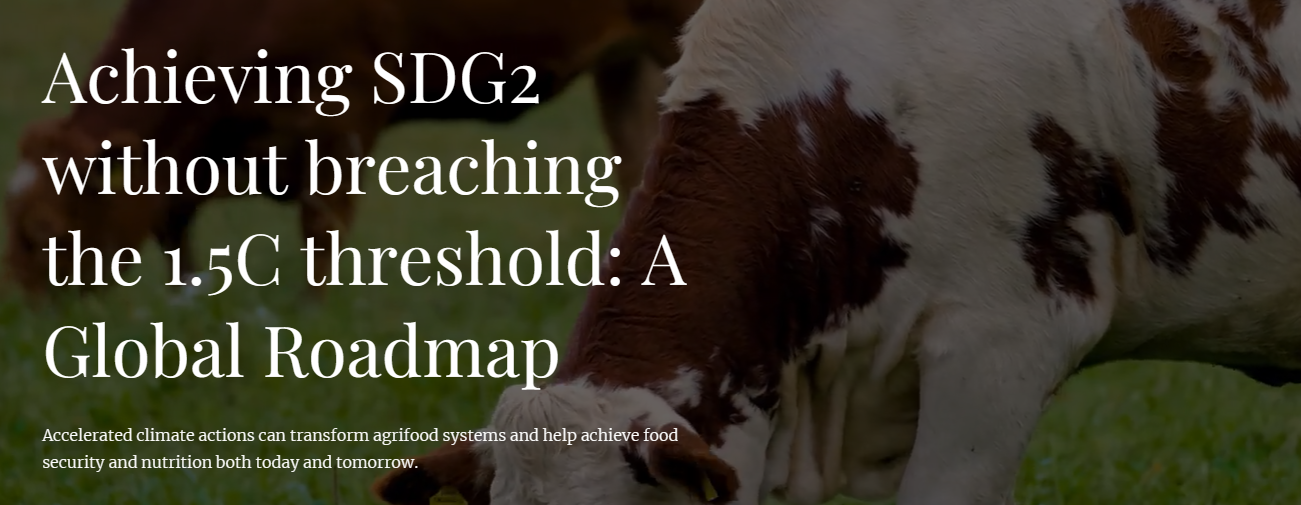 Achieving SDG2
without breaching
the 1.5C threshold: A
Global Roadmap
Accelerated climate actions can transform agrifood systems and help achieve food
security and nutrition both today and tomorrow.